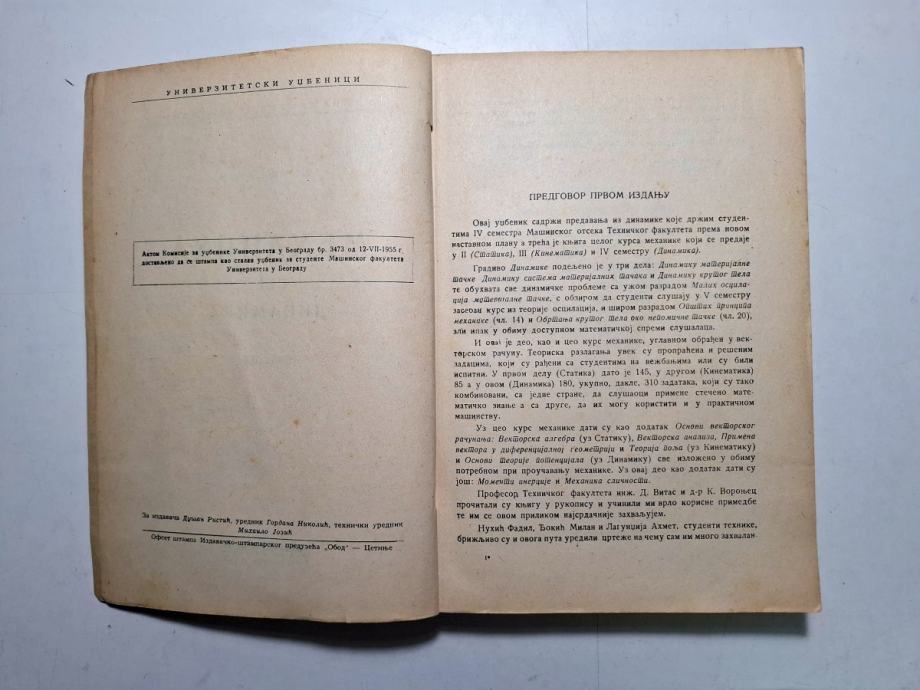 УНИВЕРЗИТЕТСКИ УЏБЕНИЦИ
Актом Комисије за уџбенике Универзитета у Београду бр. 3473 од 12-VII-1955 г.
достављено да се штампа као стални уџбеник за студенте Машинског факултета
Универзитета у Београду
За издавача Душан Ристић, уредник Гордана Николић, технички уредник
Михаило Јозић
Офсет штампа Издавачко-штампарског предузећа „Обод“ — Цетиње
ПРЕДГОВОР ПРВОМ ИЗДАЊУ
Овај уџбеник садржи предавања из динамике које држим студен-
тима IV семестра Машинског отсека Техничког факултета према новом
наставном плану а трећа је књига целог курса механике који се предаје
у II (Статика), III (Кинематика) и IV семестру (Динамика).
Градиво Динамике подељено је у три дела: Динамику материјалне
тачке Динамику система материјалних тачака и Динамику крутог тела
те обухвата све динамичке проблеме са ужом разрадом Малих осцила-
ција материјалне тачке, с обзиром да студенти слушају у V семестру
засебан курс из теорије осцилација, и широм разрадом Општих принципа
механике (чл. 14) и Обртања крутог тела око непомичне тачке (чл. 20),
али ипак у обиму доступном математичкој спреми слушалаца.
И овај је део, као и цео курс механике, углавном обрађен у век-
торском рачуну. Теориска разлагања увек су пропраћена и решеним
задацима, који су рађени са студентима на вежбањима или су били
испитни. У првом делу (Статика) дато је 145, у другом (Кинематика)
85 а у овом (Динамика) 180, укупно, дакле, 310 задатака, који су тако
комбиновани, са једне стране, да слушаоци примене стечено мате-
матичко знање а са друге, да их могу користити и у практичном
машинству.
Уз цео курс механике дати су као додатак Основи векторског
рачунања: Векторска алгебра (уз Статику), Векторска анализа, Примена
вектора у диференцијалној геометрији и Теорија поља (уз Кинематику)
и Основи теорије потенцијала (уз Динамику) све изложено у обиму
потребном при проучавању механике. Уз овај део као додатак дати су
још: Моменти инерције и Механика сличности.
Професор Техничког факултета инж. Д. Витас и д-р К. Вороњец
прочитали су књигу у рукопису и учинили ми врло корисне примедбе
те им се овом приликом најсрдачније захваљујем.
Нухић Фадил, Ђокић Милан и Лагунџија Ахмет, студенти технике,
брижљиво су и овога пута уредили цртеже на чему сам им много захвалан.
1*